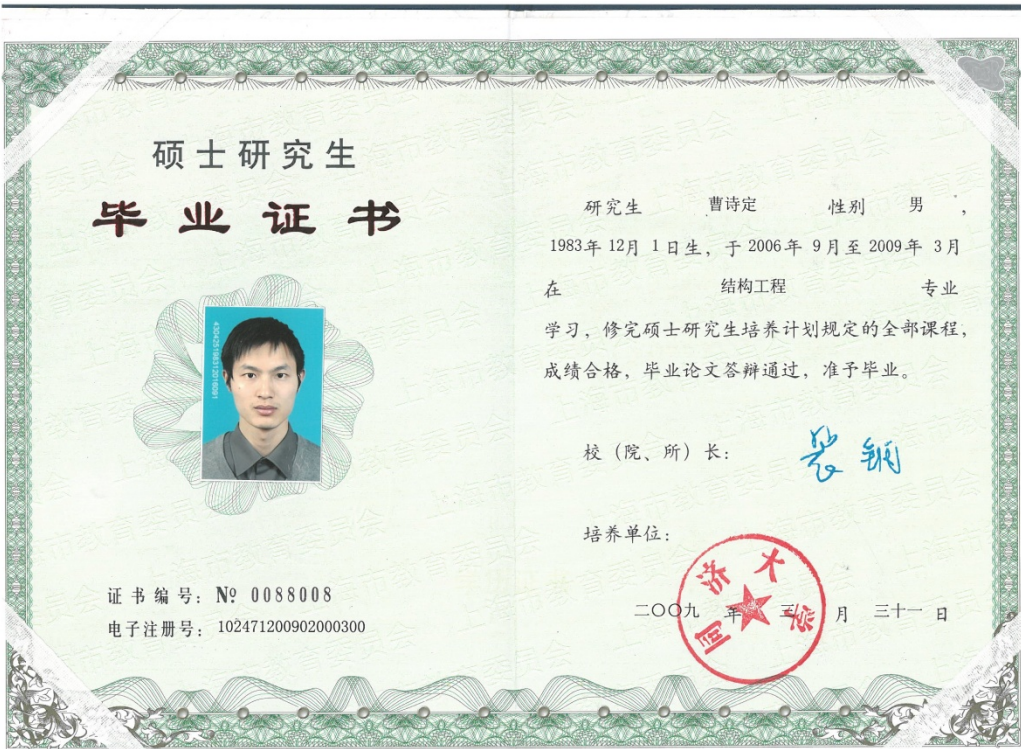 硕士研究生
毕业证书
证书编号：№ 0088008
电子注册号：102471200902000300
研究生 曹诗定 性别 男，
1983年 12月 1日生，于 2006年 9月至 2009年 3月
在 结构工程 专业
学习，修完硕士研究生培养计划规定的全部课程，
成绩合格，毕业论文答辩通过，准予毕业。
校（院、所）长：裴钢
培养单位：
同济大学
二〇〇九 年 三 月 三十一 日